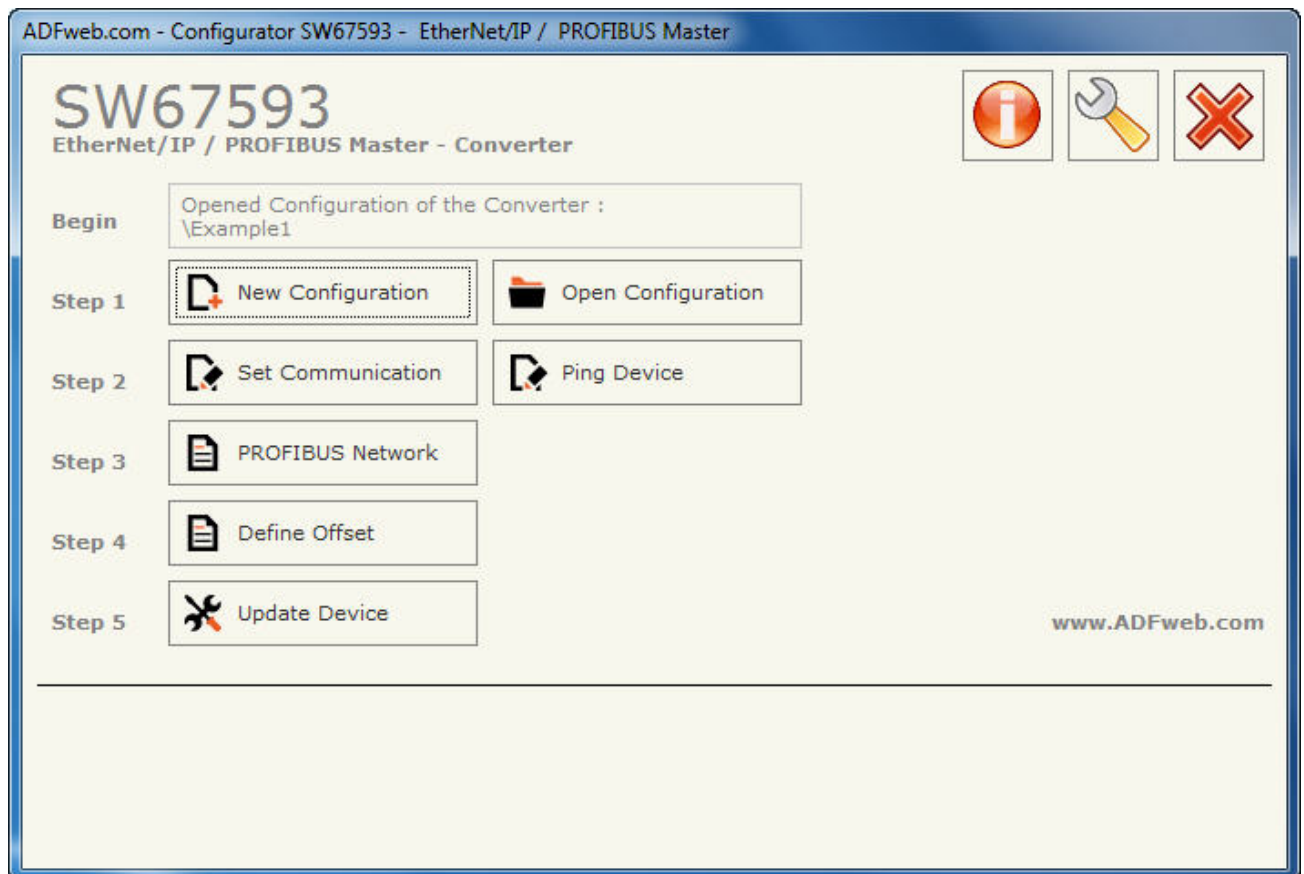 ADFweb.com - Configurator SW67593 - EtherNet/IP / PROFIBUS Master
SW67593
EtherNet/IP / PROFIBUS Master - Converter
Begin
Opened Configuration of the Converter :
\Example1
Step 1
New Configuration
Open Configuration
Step 2
Set Communication
Ping Device
Step 3
PROFIBUS Network
Step 4
Define Offset
Step 5
Update Device
www.ADFweb.com